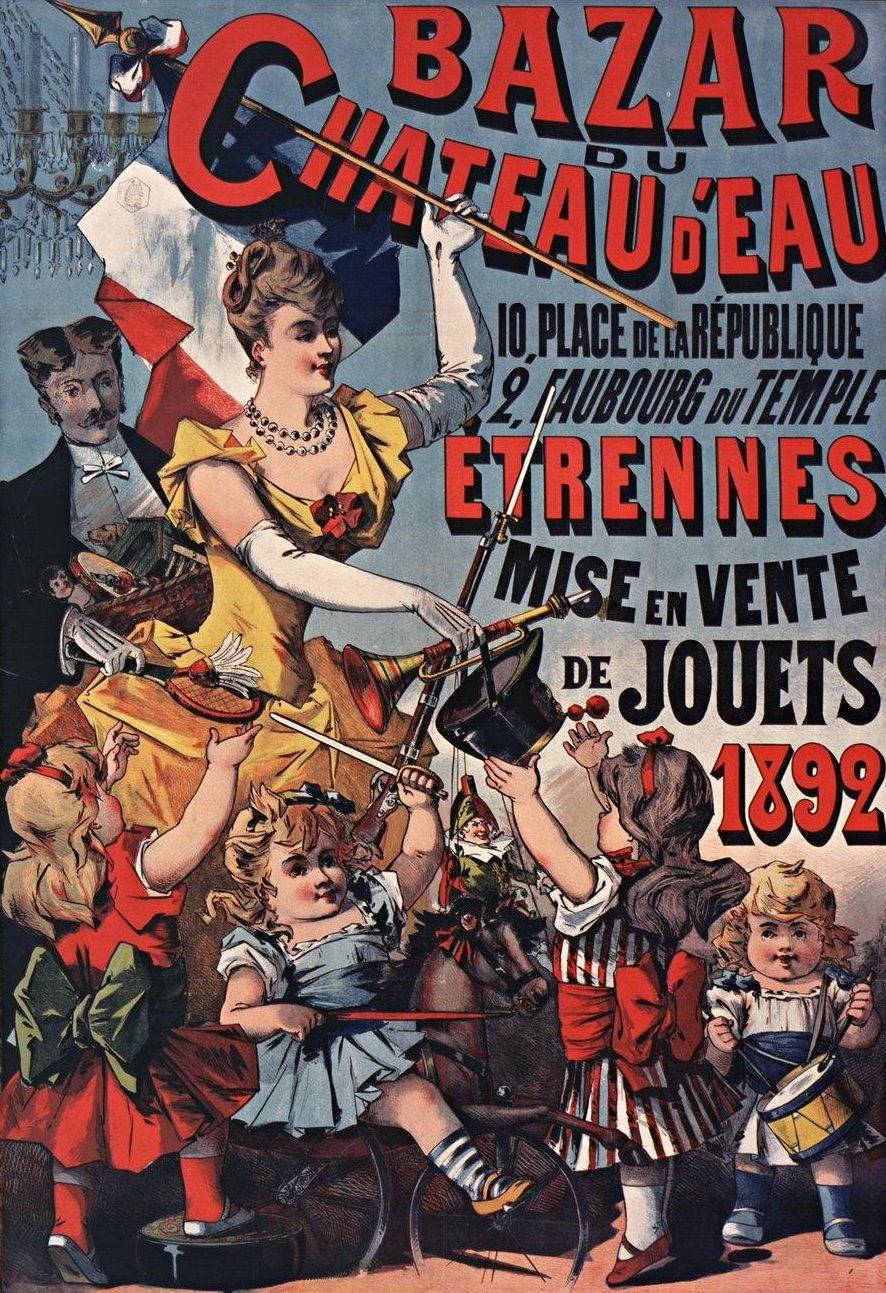 BAZAR
DU
CHATEAU D'EAU
10, PLACE DE LA RÉPUBLIQUE
2, FAUBOURG DU TEMPLE
ÉTRENNES
MISE EN VENTE
DE JOUETS
1892